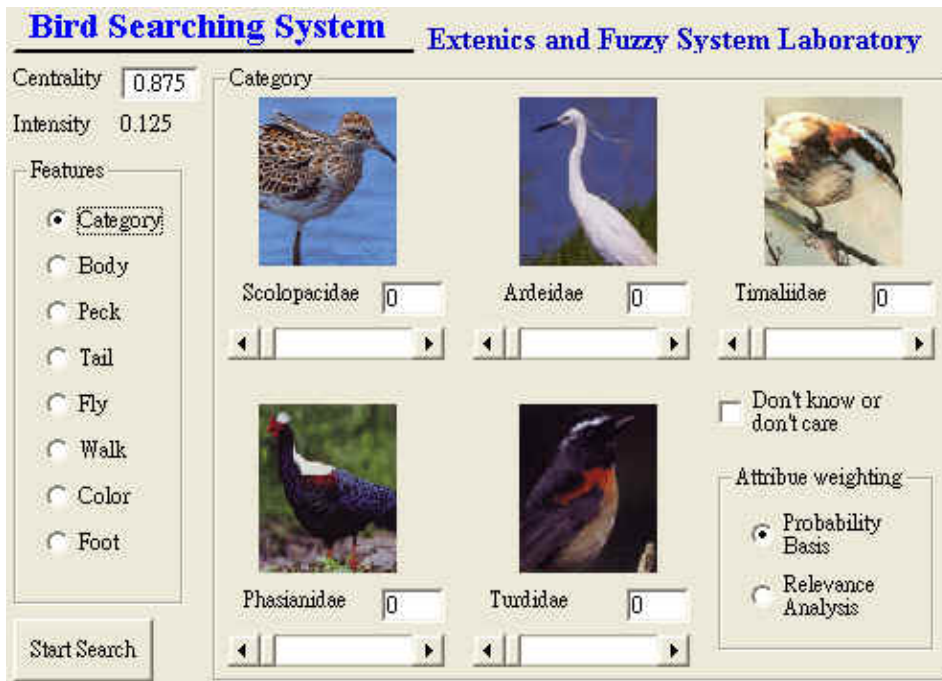 Bird Searching System
Extenics and Fuzzy System Laboratory
Centrality 0.875
Intensity 0.125
Features
Category
Body
Peck
Tail
Fly
Walk
Color
Foot
Start Search
Category
Scolopacidae 0
Ardeidae 0
Timaliidae 0
Phasianidae 0
Turdidae 0
Don't know or
don't care
Attribue weighting
Probability
Basis
Relevance
Analysis